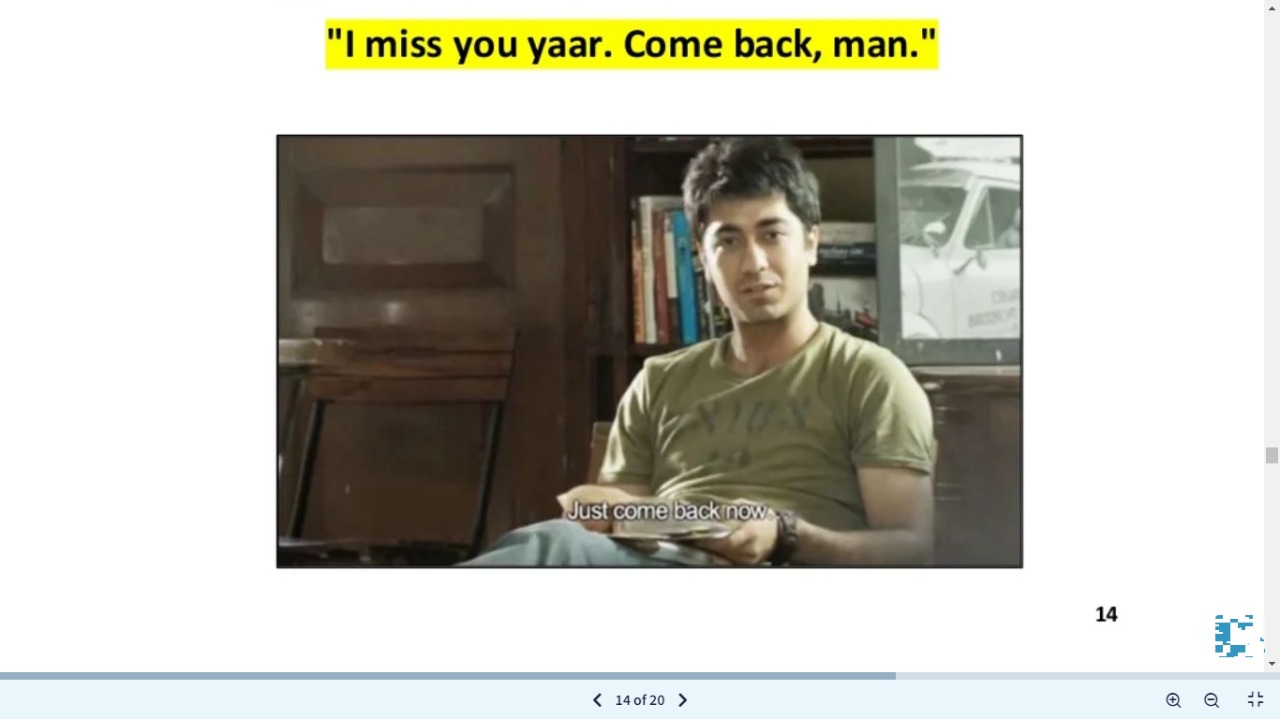 "I miss you yaar. Come back, man."
Just come back now.
14
14 of 20